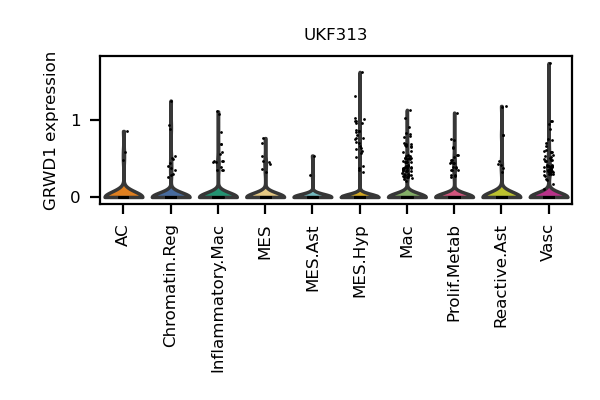 UKF313
GRWD1 expression
1
0
AC
Chromatin.Reg
Inflammatory.Mac
MES
MES.Ast
MES.Hyp
Mac
Prolif.Metab
Reactive.Ast
Vasc